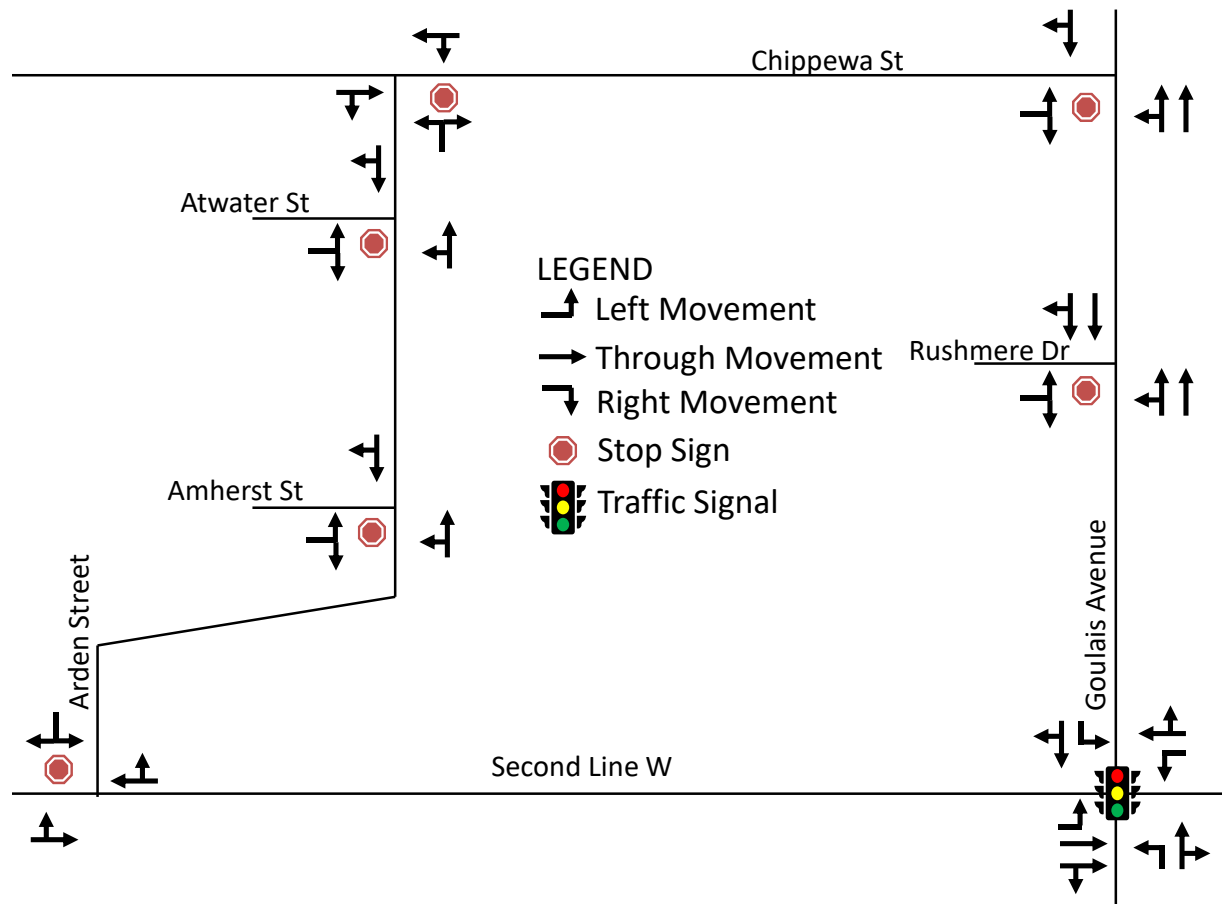 Chippewa St
Atwater St
LEGEND
Left Movement
Through Movement
Right Movement
Stop Sign
Traffic Signal
Rushmere Dr
Amherst St
Arden Street
Goulais Avenue
Second Line W